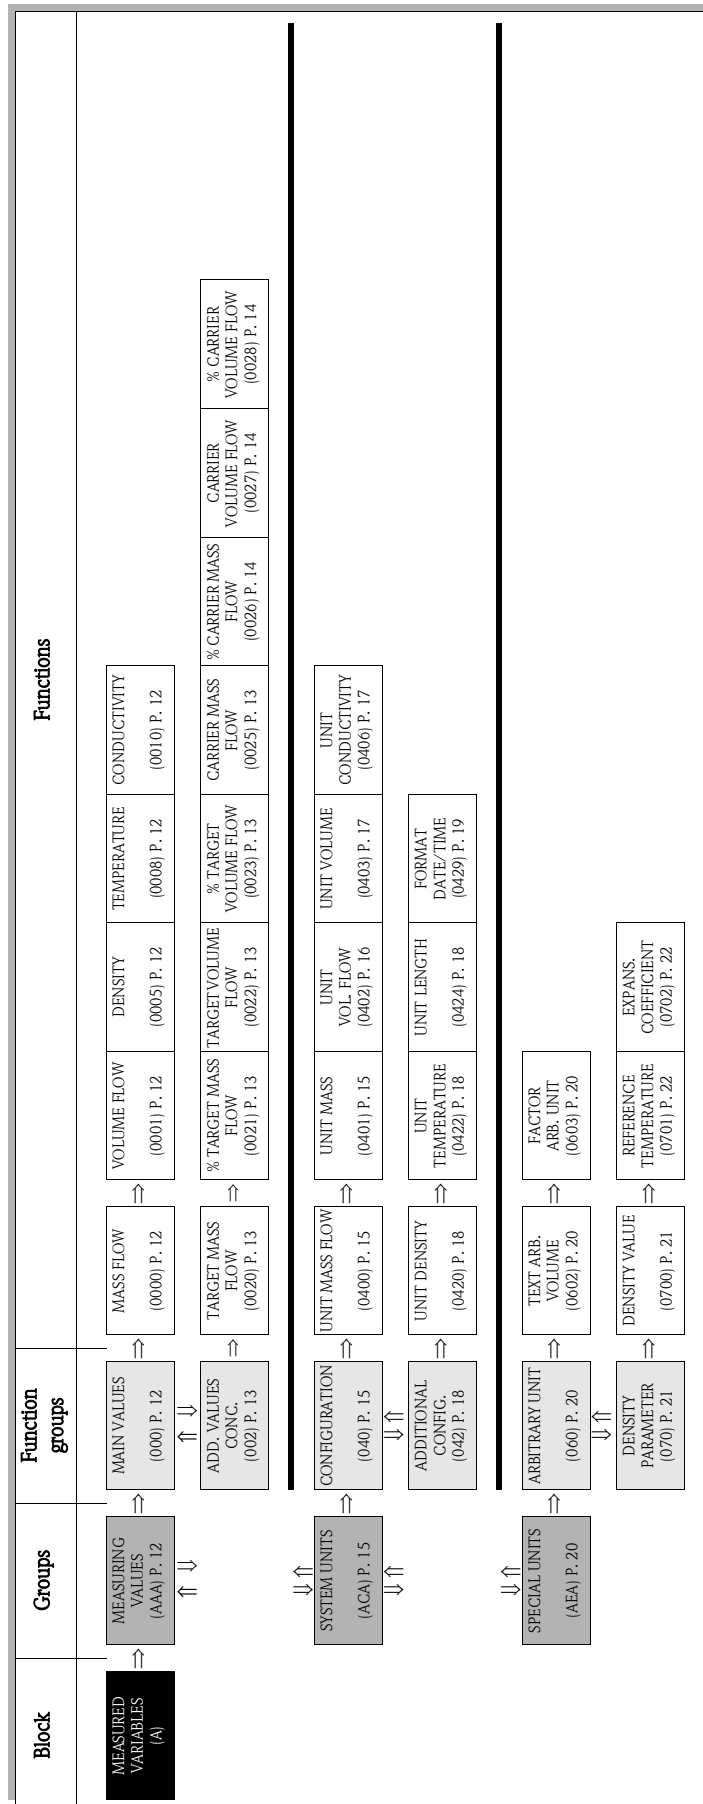 Block
Groups
Function
groups
Functions
MEASURED
VARIABLES
(A)
⇒
MEASURING
VALUES
(AAA) P. 12
⇒
MAIN VALUES
(000) P. 12
⇒
MASS FLOW
(0000) P. 12
⇒
VOLUME FLOW
(0001) P. 12
DENSITY
(0005) P. 12
TEMPERATURE
(0008) P. 12
CONDUCTIVITY
(0010) P. 12
ADD. VALUES
CONC.
(002) P. 13
⇒
TARGET MASS
FLOW
(0020) P. 13
⇒
% TARGET MASS
FLOW
(0021) P. 13
TARGET VOLUME
FLOW
(0022) P. 13
% TARGET
VOLUME FLOW
(0023) P. 13
CARRIER MASS
FLOW
(0025) P. 13
% CARRIER MASS
FLOW
(0026) P. 14
CARRIER
VOLUME FLOW
(0027) P. 14
% CARRIER
VOLUME FLOW
(0028) P. 14
SYSTEM UNITS
(ACA) P. 15
⇒
CONFIGURATION
(040) P. 15
⇒
UNIT MASS FLOW
(0400) P. 15
⇒
UNIT MASS
(0401) P. 15
UNIT
VOL. FLOW
(0402) P. 16
UNIT VOLUME
(0403) P. 17
UNIT
CONDUCTIVITY
(0406) P. 17
ADDITIONAL
CONFIG.
(042) P. 18
⇒
UNIT DENSITY
(0420) P. 18
⇒
UNIT
TEMPERATURE
(0422) P. 18
UNIT LENGTH
(0424) P. 18
FORMAT
DATE/TIME
(0429) P. 19
SPECIAL UNITS
(AEA) P. 20
⇒
ARBITRARY UNIT
(060) P. 20
⇒
TEXT ARB.
VOLUME
(0602) P. 20
⇒
FACTOR
ARB. UNIT
(0603) P. 20
DENSITY
PARAMETER
(070) P. 21
⇒
DENSITY VALUE
(0700) P. 21
⇒
REFERENCE
TEMPERATURE
(0701) P. 22
EXPANS.
COEFFICIENT
(0702) P. 22